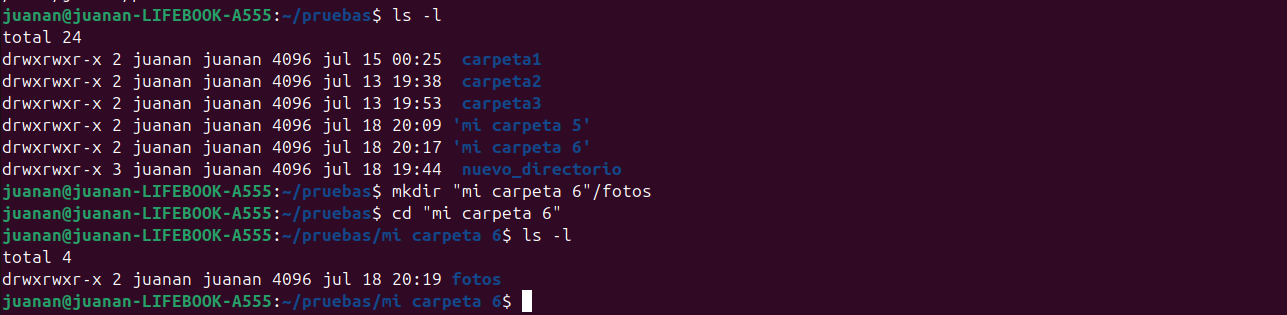 juanan@juanan-LIFEBOOK-A555:~/pruebas$ ls -l
total 24
drwxrwxr-x 2 juanan juanan 4096 jul 15 00:25  carpeta1
drwxrwxr-x 2 juanan juanan 4096 jul 13 19:38  carpeta2
drwxrwxr-x 2 juanan juanan 4096 jul 13 19:53  carpeta3
drwxrwxr-x 2 juanan juanan 4096 jul 18 20:09 'mi carpeta 5'
drwxrwxr-x 2 juanan juanan 4096 jul 18 20:17 'mi carpeta 6'
drwxrwxr-x 3 juanan juanan 4096 jul 18 19:44  nuevo_directorio
juanan@juanan-LIFEBOOK-A555:~/pruebas$ mkdir "mi carpeta 6"/fotos
juanan@juanan-LIFEBOOK-A555:~/pruebas$ cd "mi carpeta 6"
juanan@juanan-LIFEBOOK-A555:~/pruebas/mi carpeta 6$ ls -l
total 4
drwxrwxr-x 2 juanan juanan 4096 jul 18 20:19 fotos
juanan@juanan-LIFEBOOK-A555:~/pruebas/mi carpeta 6$